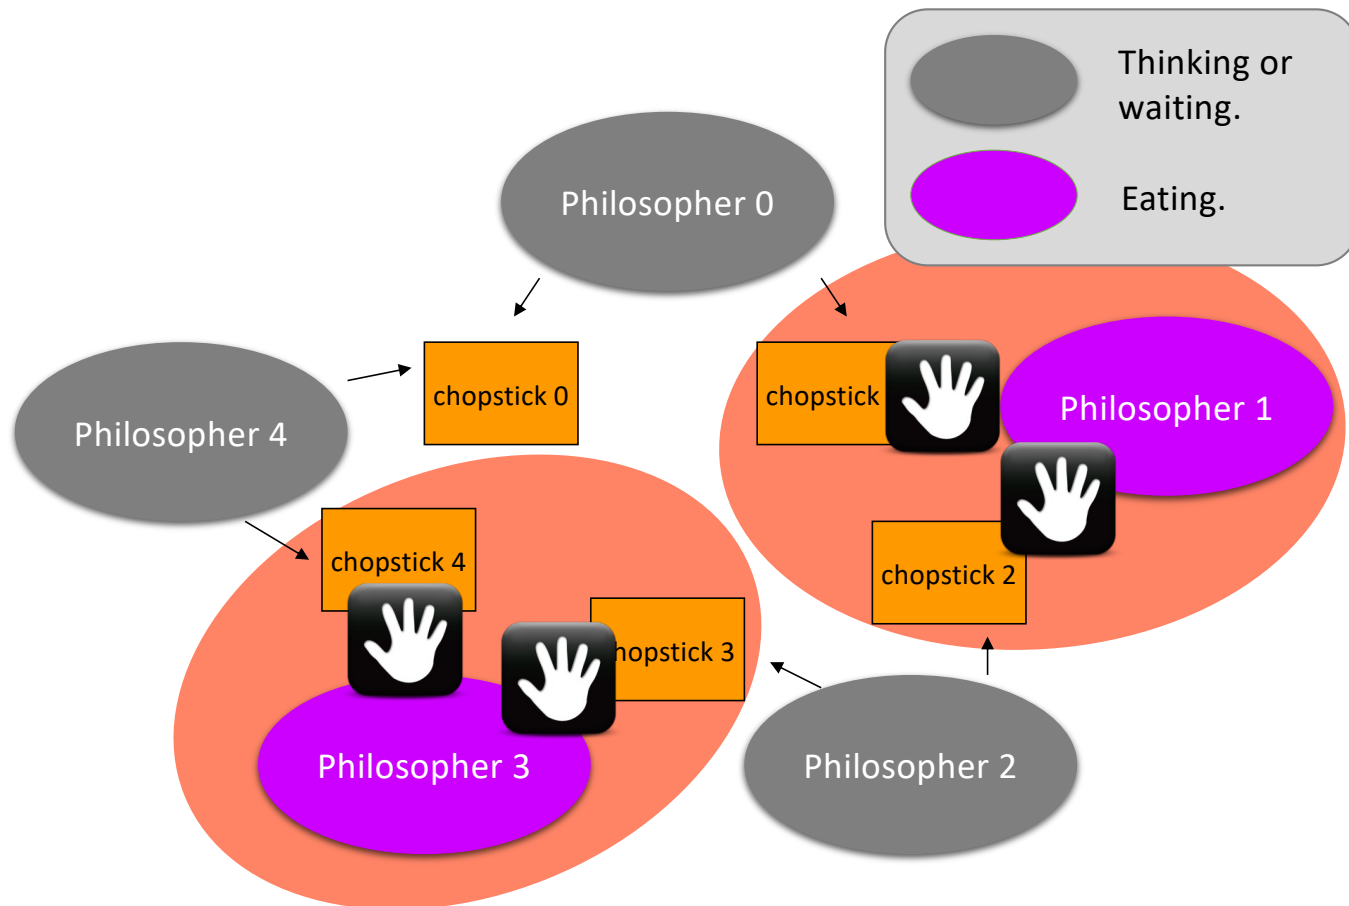 Thinking or
waiting.
Eating.
Philosopher 0
chopstick 0
chopstick
Philosopher 1
Philosopher 4
chopstick 4
chopstick 2
hopstick 3
Philosopher 3
Philosopher 2